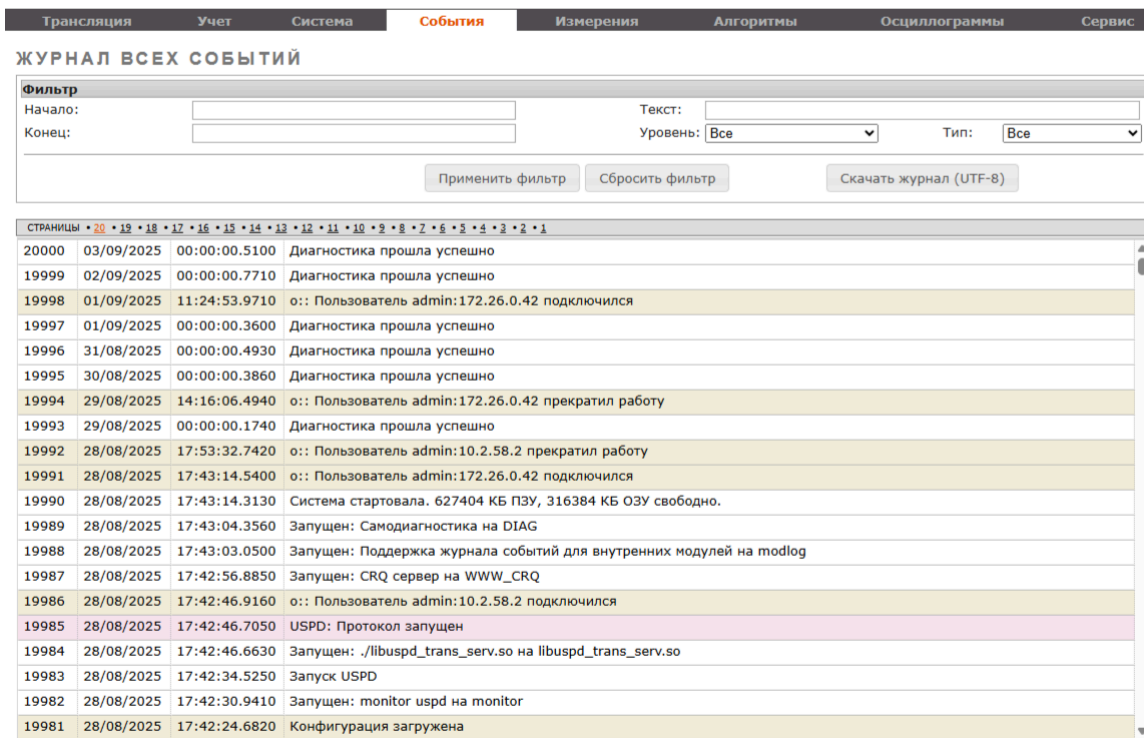 Трансляция Учет Система События Измерения Алгоритмы Осциллограммы Сервис
ЖУРНАЛ ВСЕХ СОБЫТИЙ
Фильтр
Начало: Текст:
Конец: Уровень: Все Тип: Все
Применить фильтр Сбросить фильтр Скачать журнал (UTF-8)
СТРАНИЦЫ • 20 • 19 • 18 • 17 • 16 • 15 • 14 • 13 • 12 • 11 • 10 • 9 • 8 • 7 • 6 • 5 • 4 • 3 • 2 • 1
20000 03/09/2025 00:00:00.5100 Диагностика прошла успешно
19999 02/09/2025 00:00:00.7710 Диагностика прошла успешно
19998 01/09/2025 11:24:53.9710 o:: Пользователь admin:172.26.0.42 подключился
19997 01/09/2025 00:00:00.3600 Диагностика прошла успешно
19996 31/08/2025 00:00:00.4930 Диагностика прошла успешно
19995 30/08/2025 00:00:00.3860 Диагностика прошла успешно
19994 29/08/2025 14:16:06.4940 o:: Пользователь admin:172.26.0.42 прекратил работу
19993 29/08/2025 00:00:00.1740 Диагностика прошла успешно
19992 28/08/2025 17:53:32.7420 o:: Пользователь admin:10.2.58.2 прекратил работу
19991 28/08/2025 17:43:14.5400 o:: Пользователь admin:172.26.0.42 подключился
19990 28/08/2025 17:43:14.3130 Система стартовала. 627404 КБ ПЗУ, 316384 КБ ОЗУ свободно.
19989 28/08/2025 17:43:04.3560 Запущен: Самодиагностика на DIAG
19988 28/08/2025 17:43:03.0500 Запущен: Поддержка журнала событий для внутренних модулей на modlog
19987 28/08/2025 17:42:56.8850 Запущен: CRQ сервер на WWW_CRQ
19986 28/08/2025 17:42:46.9160 o:: Пользователь admin:10.2.58.2 подключился
19985 28/08/2025 17:42:46.7050 USPD: Протокол запущен
19984 28/08/2025 17:42:46.6630 Запущен: ./libuspd_trans_serv.so на libuspd_trans_serv.so
19983 28/08/2025 17:42:34.5250 Запуск USPD
19982 28/08/2025 17:42:30.9410 Запущен: monitor uspd на monitor
19981 28/08/2025 17:42:24.6820 Конфигурация загружена